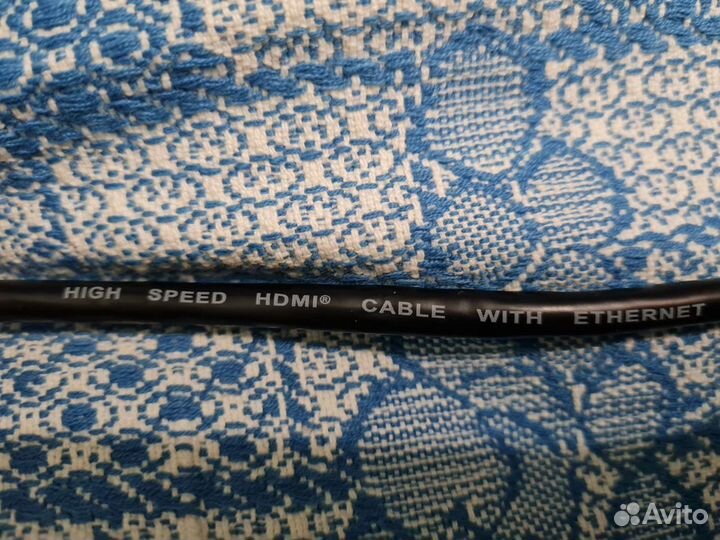 HIGH SPEED HDMI® CABLE WITH ETHERNET
Avito